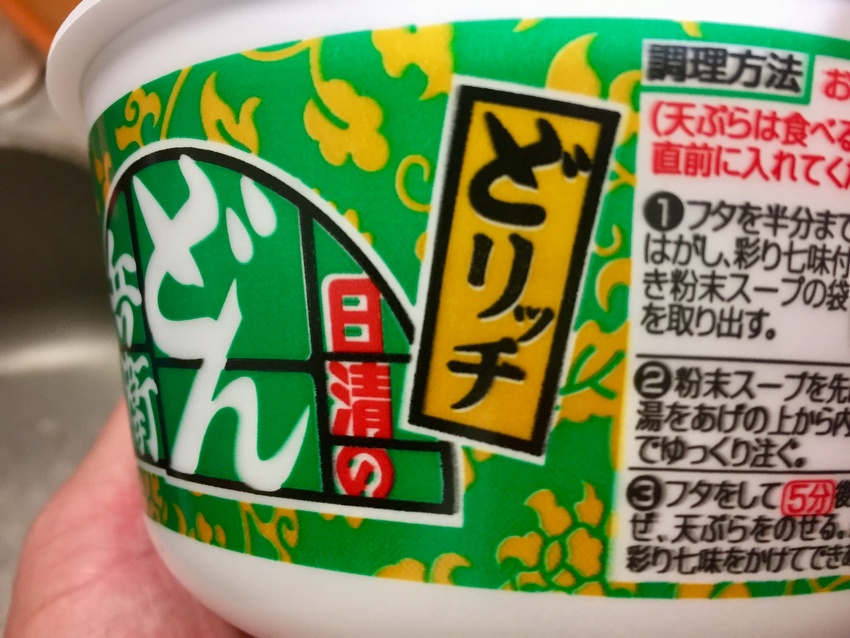 日清の
どん
兵衛
どリッチ
調理方法
お
(天ぷらは食べる
直前に入れてくだ
❶フタを半分まで
はがし、彩り七味付
き粉末スープの袋
を取り出す。
❷粉末スープを先
湯をあげの上から内
でゆっくり注ぐ。
❸フタをして5分後
ぜ、天ぷらをのせる。
彩り七味をかけてできあ